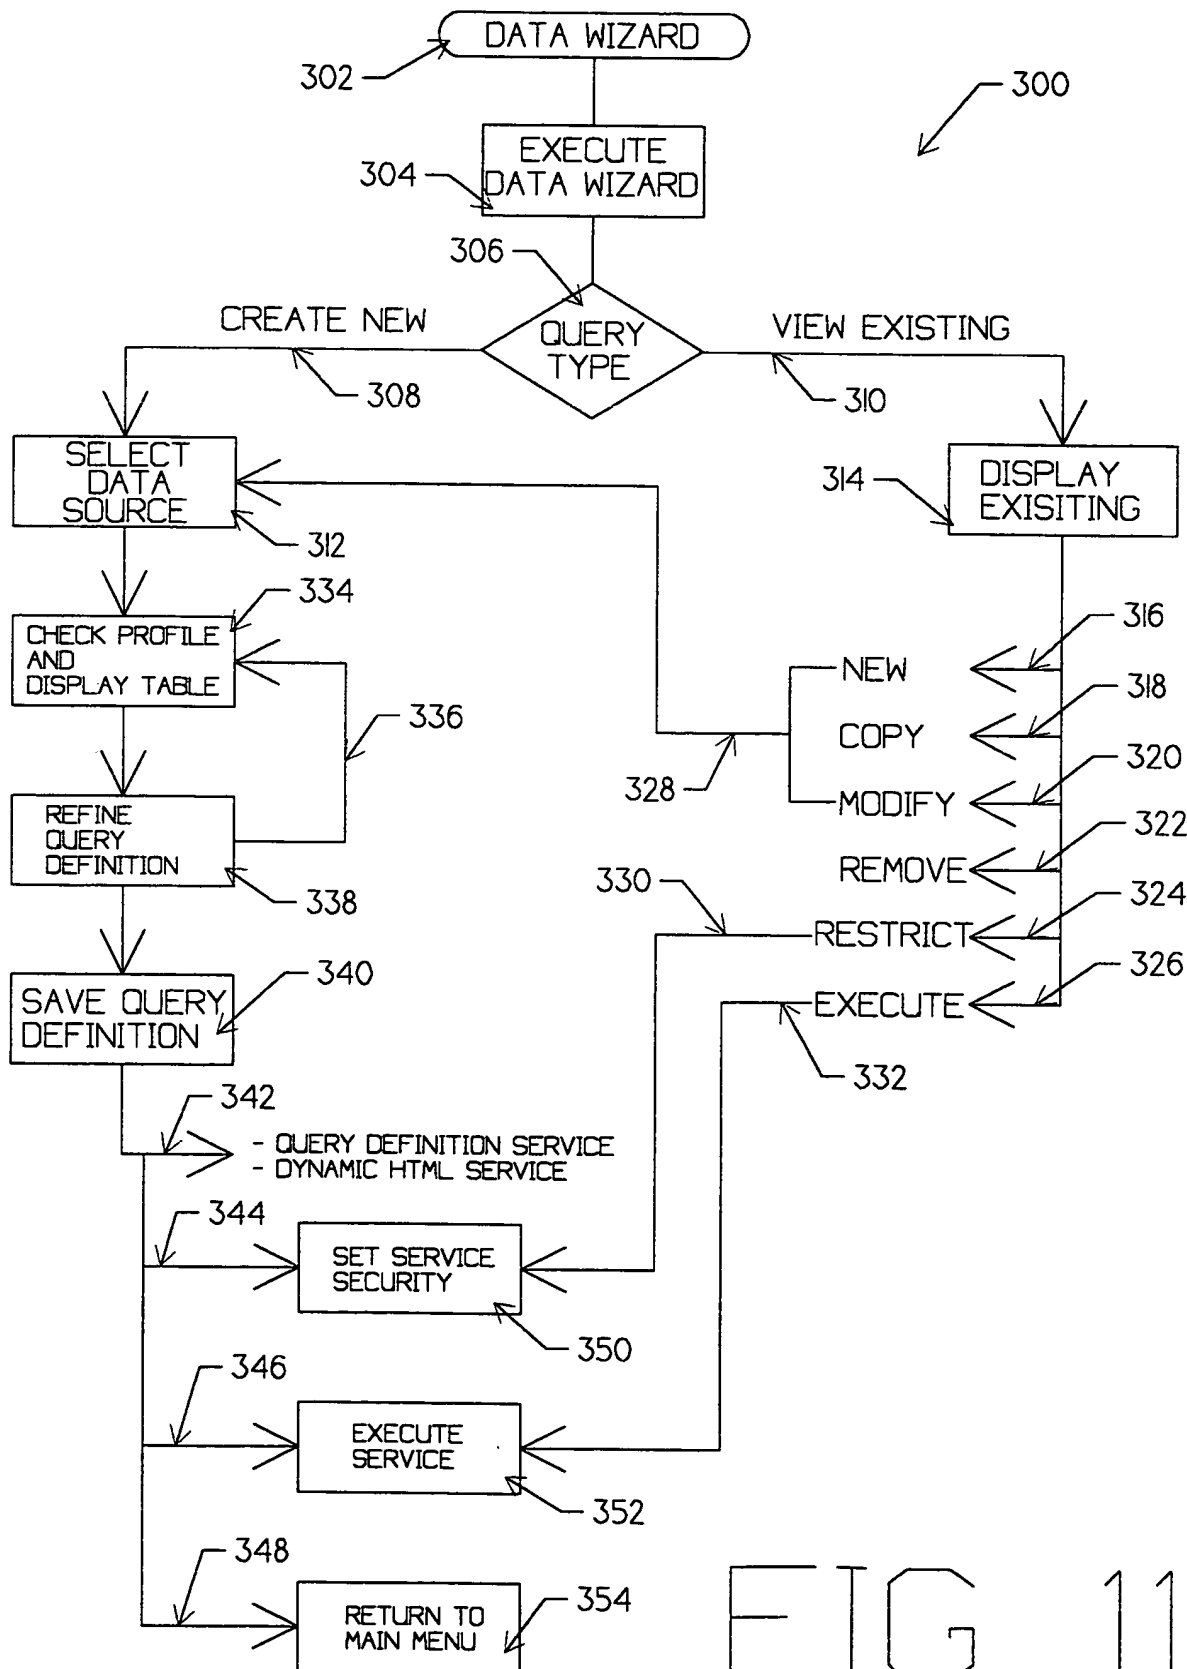 DATA WIZARD
302
300
EXECUTE
DATA WIZARD
304
306
CREATE NEW
QUERY
TYPE
VIEW EXISTING
308
310
SELECT
DATA
SOURCE
312
314
DISPLAY
EXISITING
334
CHECK PROFILE
AND
DISPLAY TABLE
336
316
NEW
318
COPY
320
328
MODIFY
322
REMOVE
REFINE
QUERY
DEFINITION
338
330
324
RESTRICT
326
EXECUTE
332
340
SAVE QUERY
DEFINITION
342
- QUERY DEFINITION SERVICE
- DYNAMIC HTML SERVICE
344
SET SERVICE
SECURITY
350
346
EXECUTE
SERVICE
352
348
RETURN TO
MAIN MENU
354
FIG 11